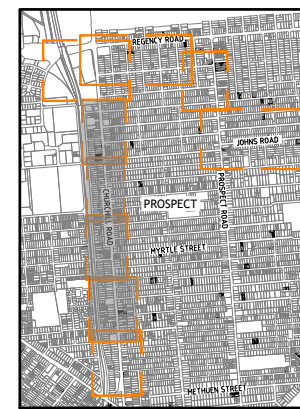 REGENCY ROAD
JOHNS ROAD
CHURCHILL ROAD
PROSPECT
PROSPECT ROAD
MYRTLE STREET
METHUEN STREET